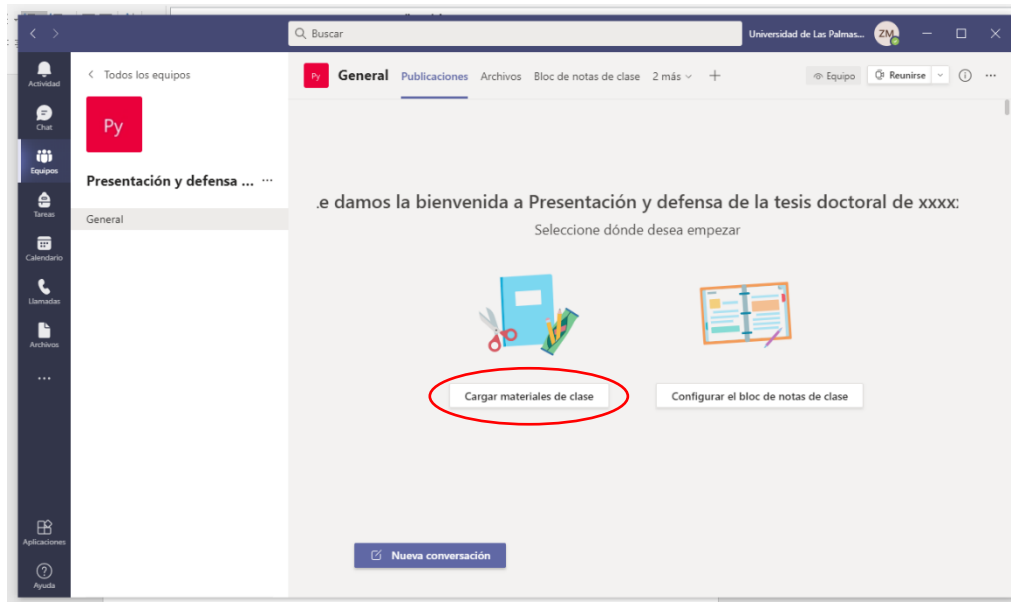 Buscar
Universidad de Las Palmas...
ZM
Actividad
Chat
Equipos
Tareas
Calendario
Llamadas
Archivos
...
Aplicaciones
Ayuda
Todos los equipos
Py
Presentación y defensa ... ...
General
Py General Publicaciones Archivos Bloc de notas de clase 2 más +
Equipo Reunirse ...
.e damos la bienvenida a Presentación y defensa de la tesis doctoral de xxxx:
Seleccione dónde desea empezar
Cargar materiales de clase
Configurar el bloc de notas de clase
Nueva conversación